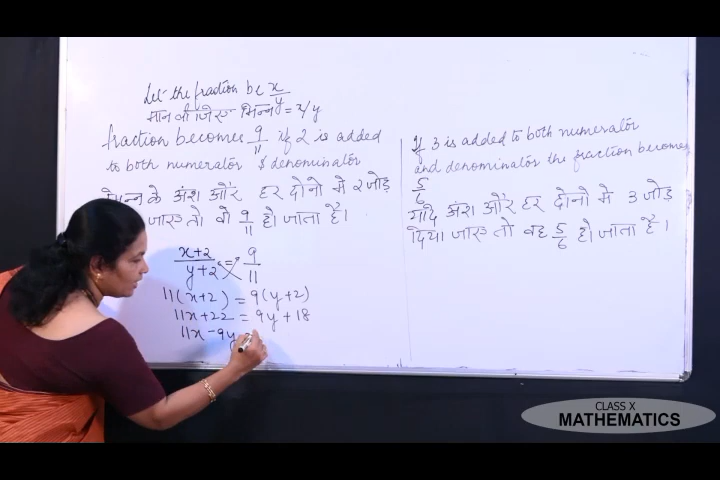 Let the fraction be x/y
मान लीजिए भिन्न = x/y
fraction becomes 9/11 if 2 is added
to both numerator & denominator
भिन्न के अंश और हर दोनो मे 2 जोड़
जाए तो वो 9/11 हो जाता है।
x+2/y+2 = 9/11
11(x+2) = 9(y+2)
11x+22 = 9y+18
11x-9y
If 3 is added to both numerator
and denominator the fraction becomes
5/6
यदि अंश और हर दोनो मे 3 जोड़
दिया जाए तो वह 5/6 हो जाता है।
CLASS X
MATHEMATICS